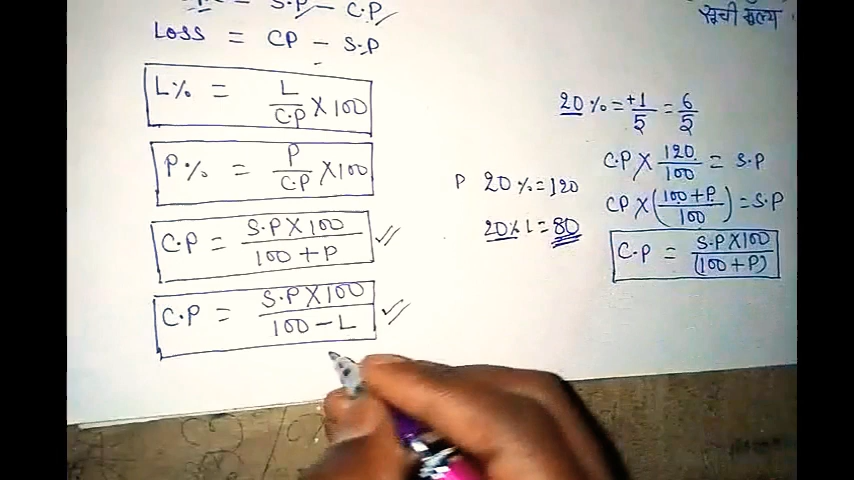 = S.P - C.P
Loss = CP - S.P
L% = L/C.P × 100
P% = P/C.P × 100
C.P = S.P × 100 / 100 + P
C.P = S.P × 100 / 100 - L
सूची मूल्य
20% = +1/5 = 6/5
C.P × 120/100 = S.P
CP × (100 + P/100) = S.P
C.P = S.P × 100 / (100 + P)
P 20% = 120
20% L = 80